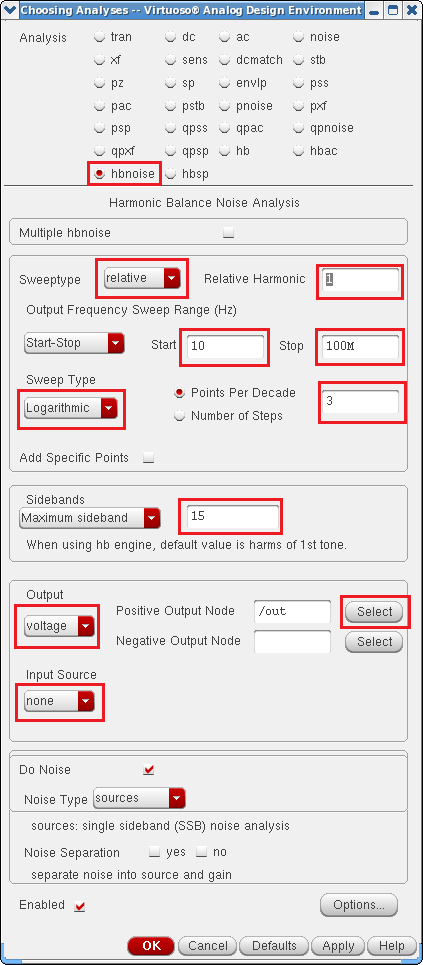 Choosing Analyses -- Virtuoso® Analog Design Environment
Analysis tran dc ac noise
xf sens dcmatch stb
pz sp envlp pss
pac pstb pnoise pxf
psp qpss qpac qpnoise
qpxf qpsp hb hbac
hbnoise hbsp
Harmonic Balance Noise Analysis
Multiple hbnoise
Sweeptype relative Relative Harmonic 1
Output Frequency Sweep Range (Hz)
Start-Stop Start 10 Stop 100M
Sweep Type
Logarithmic Points Per Decade 3
Number of Steps
Add Specific Points
Sidebands
Maximum sideband 15
When using hb engine, default value is harms of 1st tone.
Output
voltage Positive Output Node /out Select
Negative Output Node Select
Input Source
none
Do Noise
Noise Type sources
sources: single sideband (SSB) noise analysis
Noise Separation yes no
separate noise into source and gain
Enabled Options...
OK Cancel Defaults Apply Help